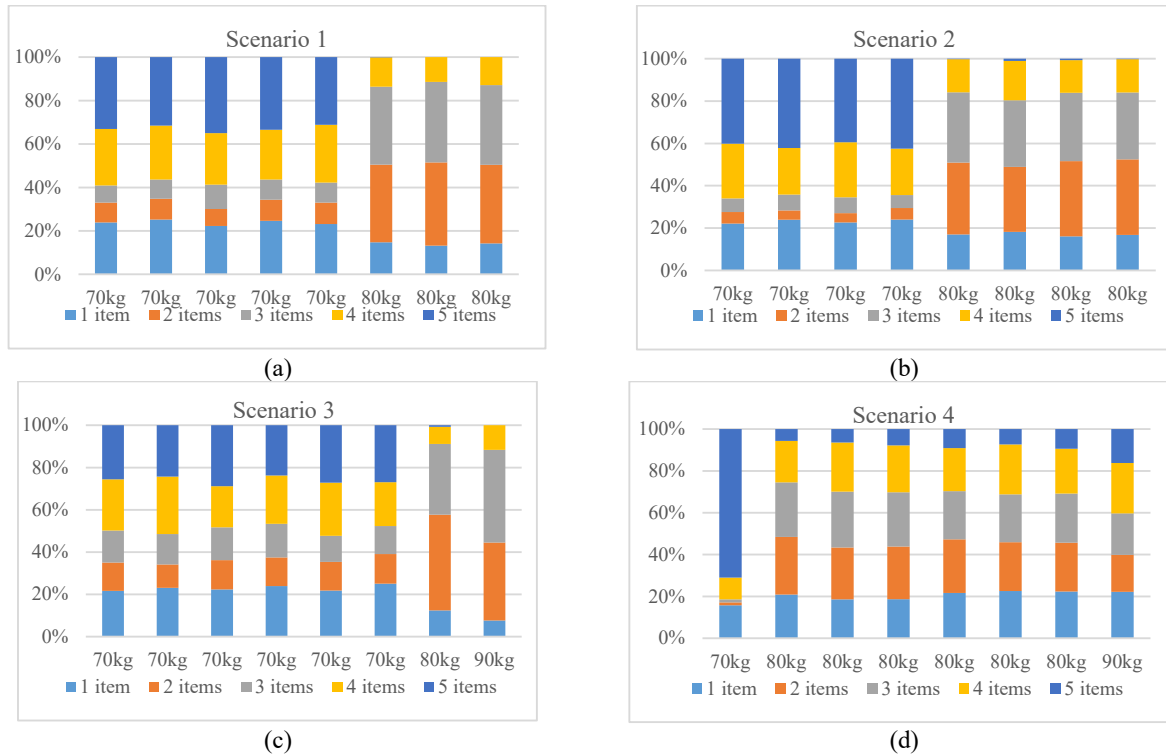 Scenario 1
100%
80%
60%
40%
20%
0%
70kg 70kg 70kg 70kg 70kg 80kg 80kg 80kg
1 item 2 items 3 items 4 items 5 items
(a)
Scenario 2
100%
80%
60%
40%
20%
0%
70kg 70kg 70kg 70kg 80kg 80kg 80kg 80kg
1 item 2 items 3 items 4 items 5 items
(b)
Scenario 3
100%
80%
60%
40%
20%
0%
70kg 70kg 70kg 70kg 70kg 70kg 80kg 90kg
1 item 2 items 3 items 4 items 5 items
(c)
Scenario 4
100%
80%
60%
40%
20%
0%
70kg 80kg 80kg 80kg 80kg 80kg 80kg 90kg
1 item 2 items 3 items 4 items 5 items
(d)